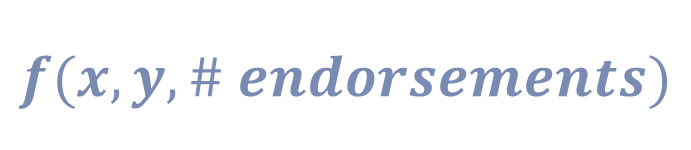 f(x, y, # endorsements)